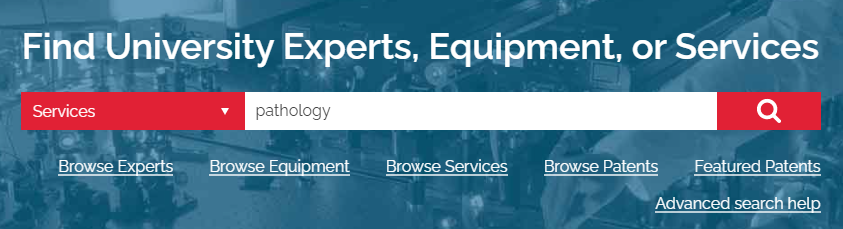 Find University Experts, Equipment, or Services
Services pathology
Browse Experts Browse Equipment Browse Services Browse Patents Featured Patents
Advanced search help